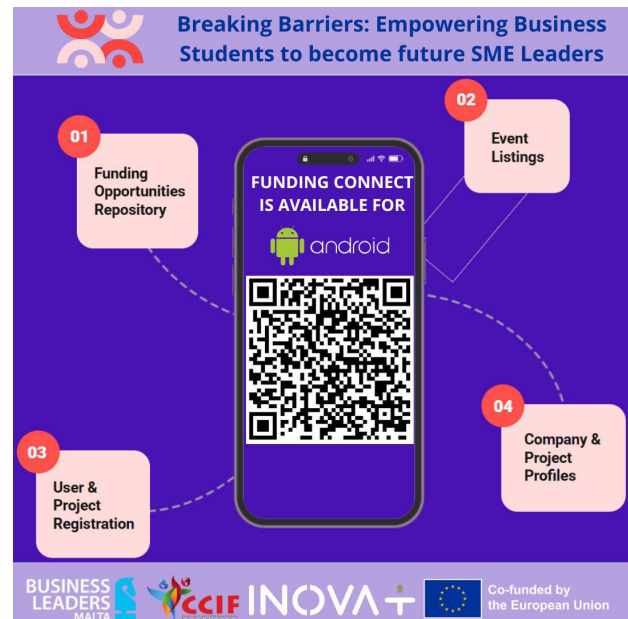 Breaking Barriers: Empowering Business
Students to become future SME Leaders
01
Funding
Opportunities
Repository
02
Event
Listings
FUNDING CONNECT
IS AVAILABLE FOR
android
03
User &
Project
Registration
04
Company &
Project
Profiles
BUSINESS
LEADERS
MALTA
CCIF
INOVA+
Co-funded by
the European Union